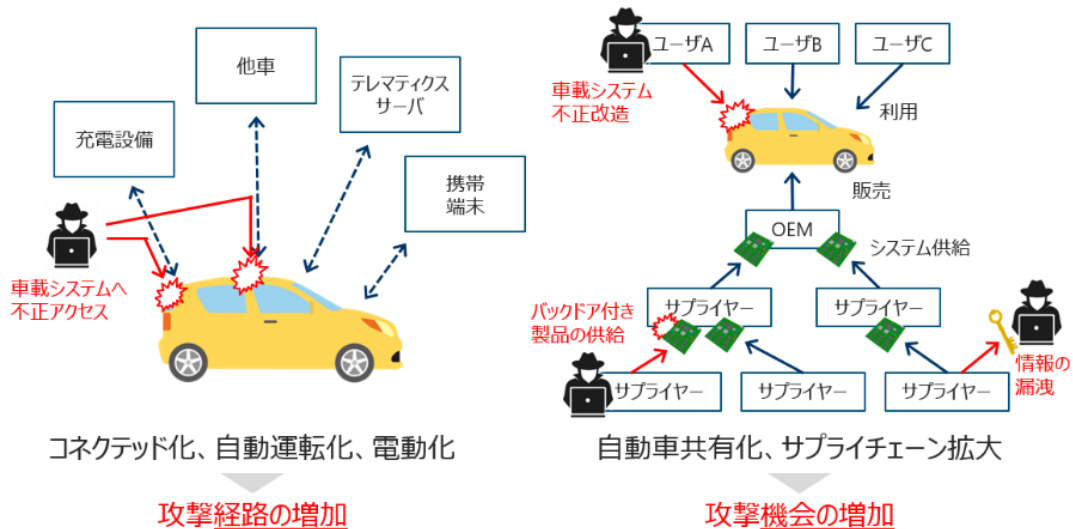 他車
テレマティクス
サーバ
充電設備
携帯
端末
車載システムへ
不正アクセス
コネクテッド化、自動運転化、電動化
攻撃経路の増加
ユーザA
ユーザB
ユーザC
車載システム
不正改造
利用
販売
OEM
システム供給
バックドア付き
製品の供給
サプライヤー
サプライヤー
情報の
漏洩
サプライヤー
サプライヤー
サプライヤー
自動車共有化、サプライチェーン拡大
攻撃機会の増加